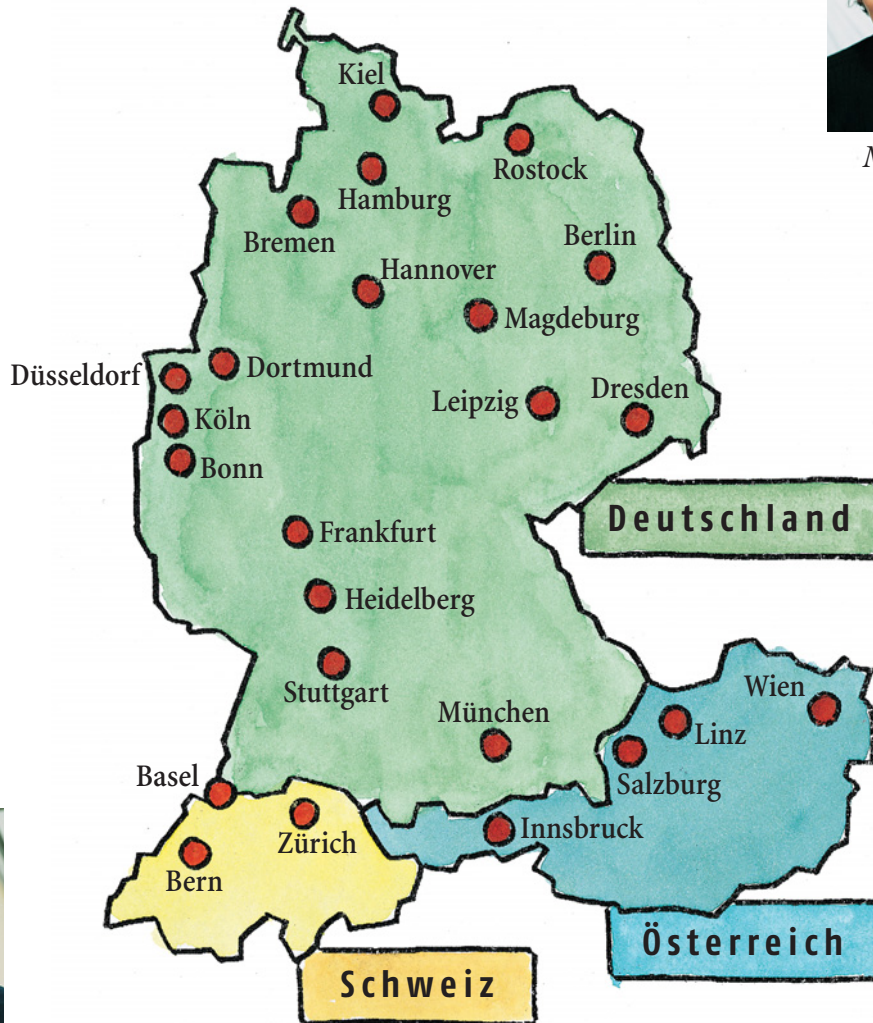 Kiel
Rostock
Hamburg
Bremen
Berlin
Hannover
Magdeburg
Düsseldorf
Dortmund
Leipzig
Dresden
Köln
Bonn
Deutschland
Frankfurt
Heidelberg
Stuttgart
München
Wien
Linz
Salzburg
Basel
Zürich
Innsbruck
Bern
Österreich
Schweiz